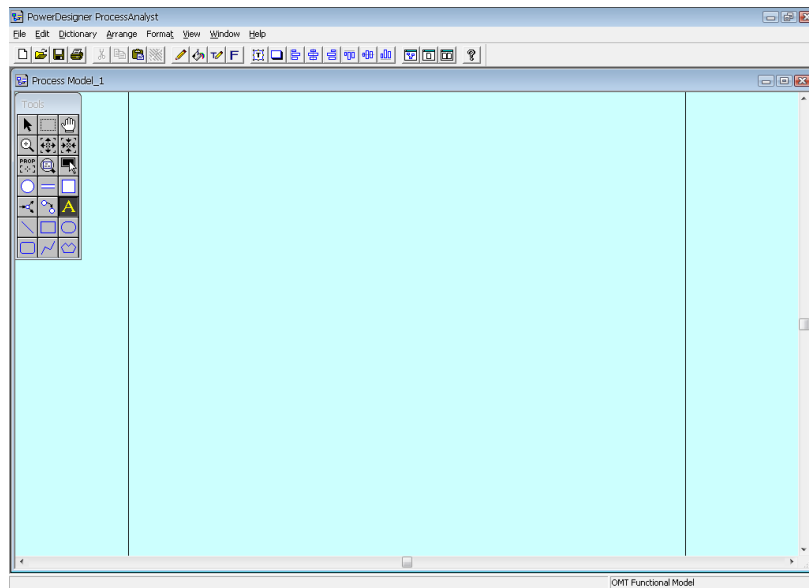 PowerDesigner ProcessAnalyst
File Edit Dictionary Arrange Format View Window Help
Process Model_1
Tools
PROP
A
OMT Functional Model